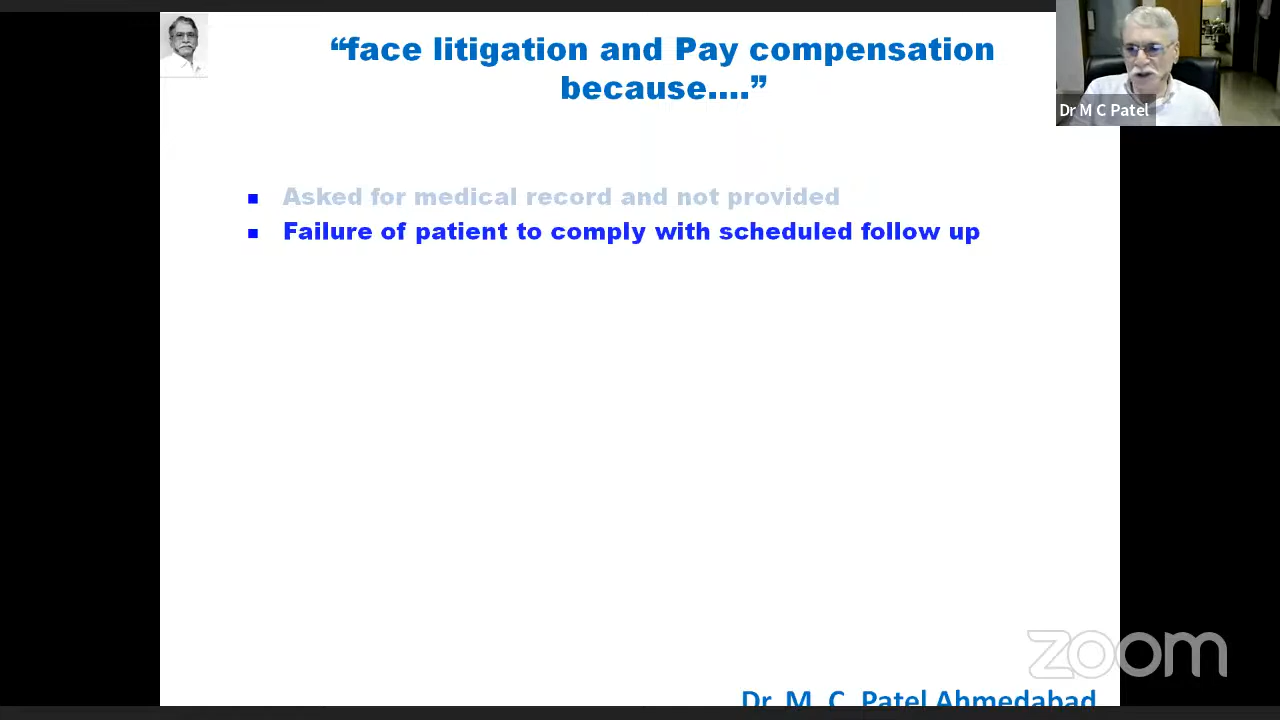 “face litigation and Pay compensation
because....”
Dr M C Patel
Asked for medical record and not provided
Failure of patient to comply with scheduled follow up
zoom
Dr. M. C. Patel Ahmedabad